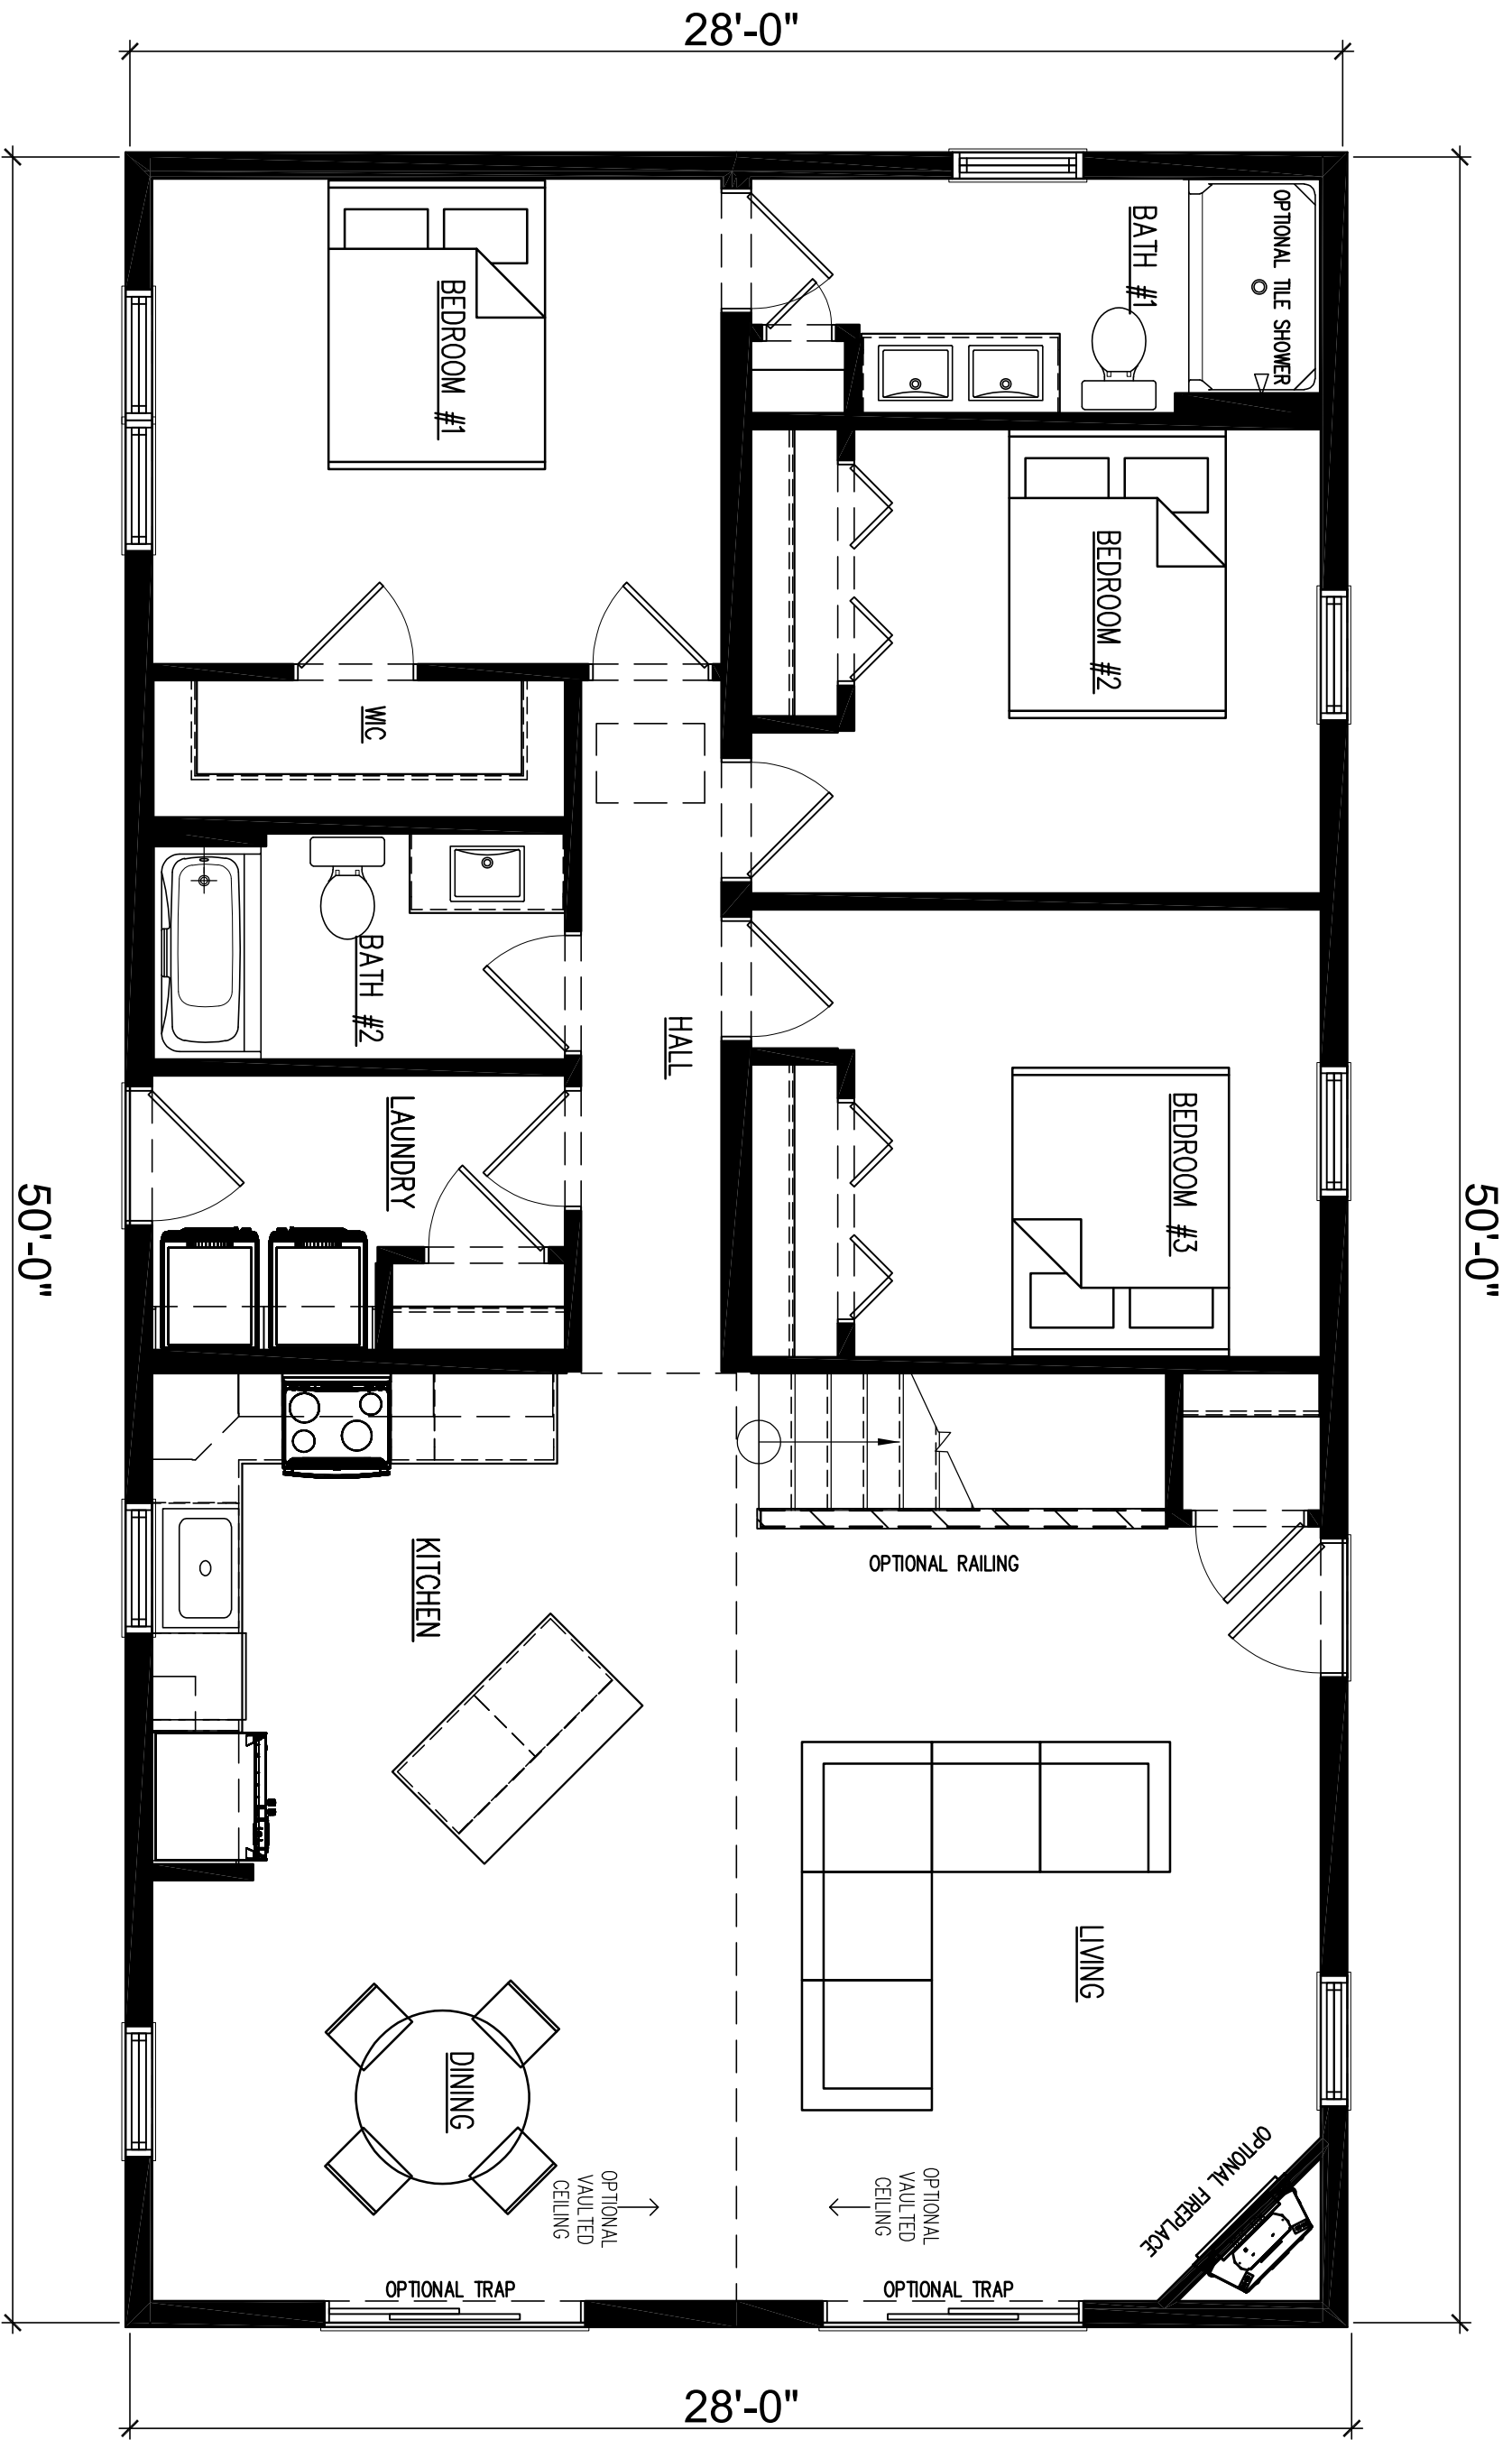 28'-0"
OPTIONAL TILE SHOWER
BATH #1
BEDROOM #1
BEDROOM #2
WIC
BATH #2
HALL
BEDROOM #3
LAUNDRY
50'-0"
50'-0"
KITCHEN
OPTIONAL RAILING
LIVING
DINING
OPTIONAL FIREPLACE
OPTIONAL
VAULTED
CEILING
OPTIONAL
VAULTED
CEILING
OPTIONAL TRAP
OPTIONAL TRAP
28'-0"